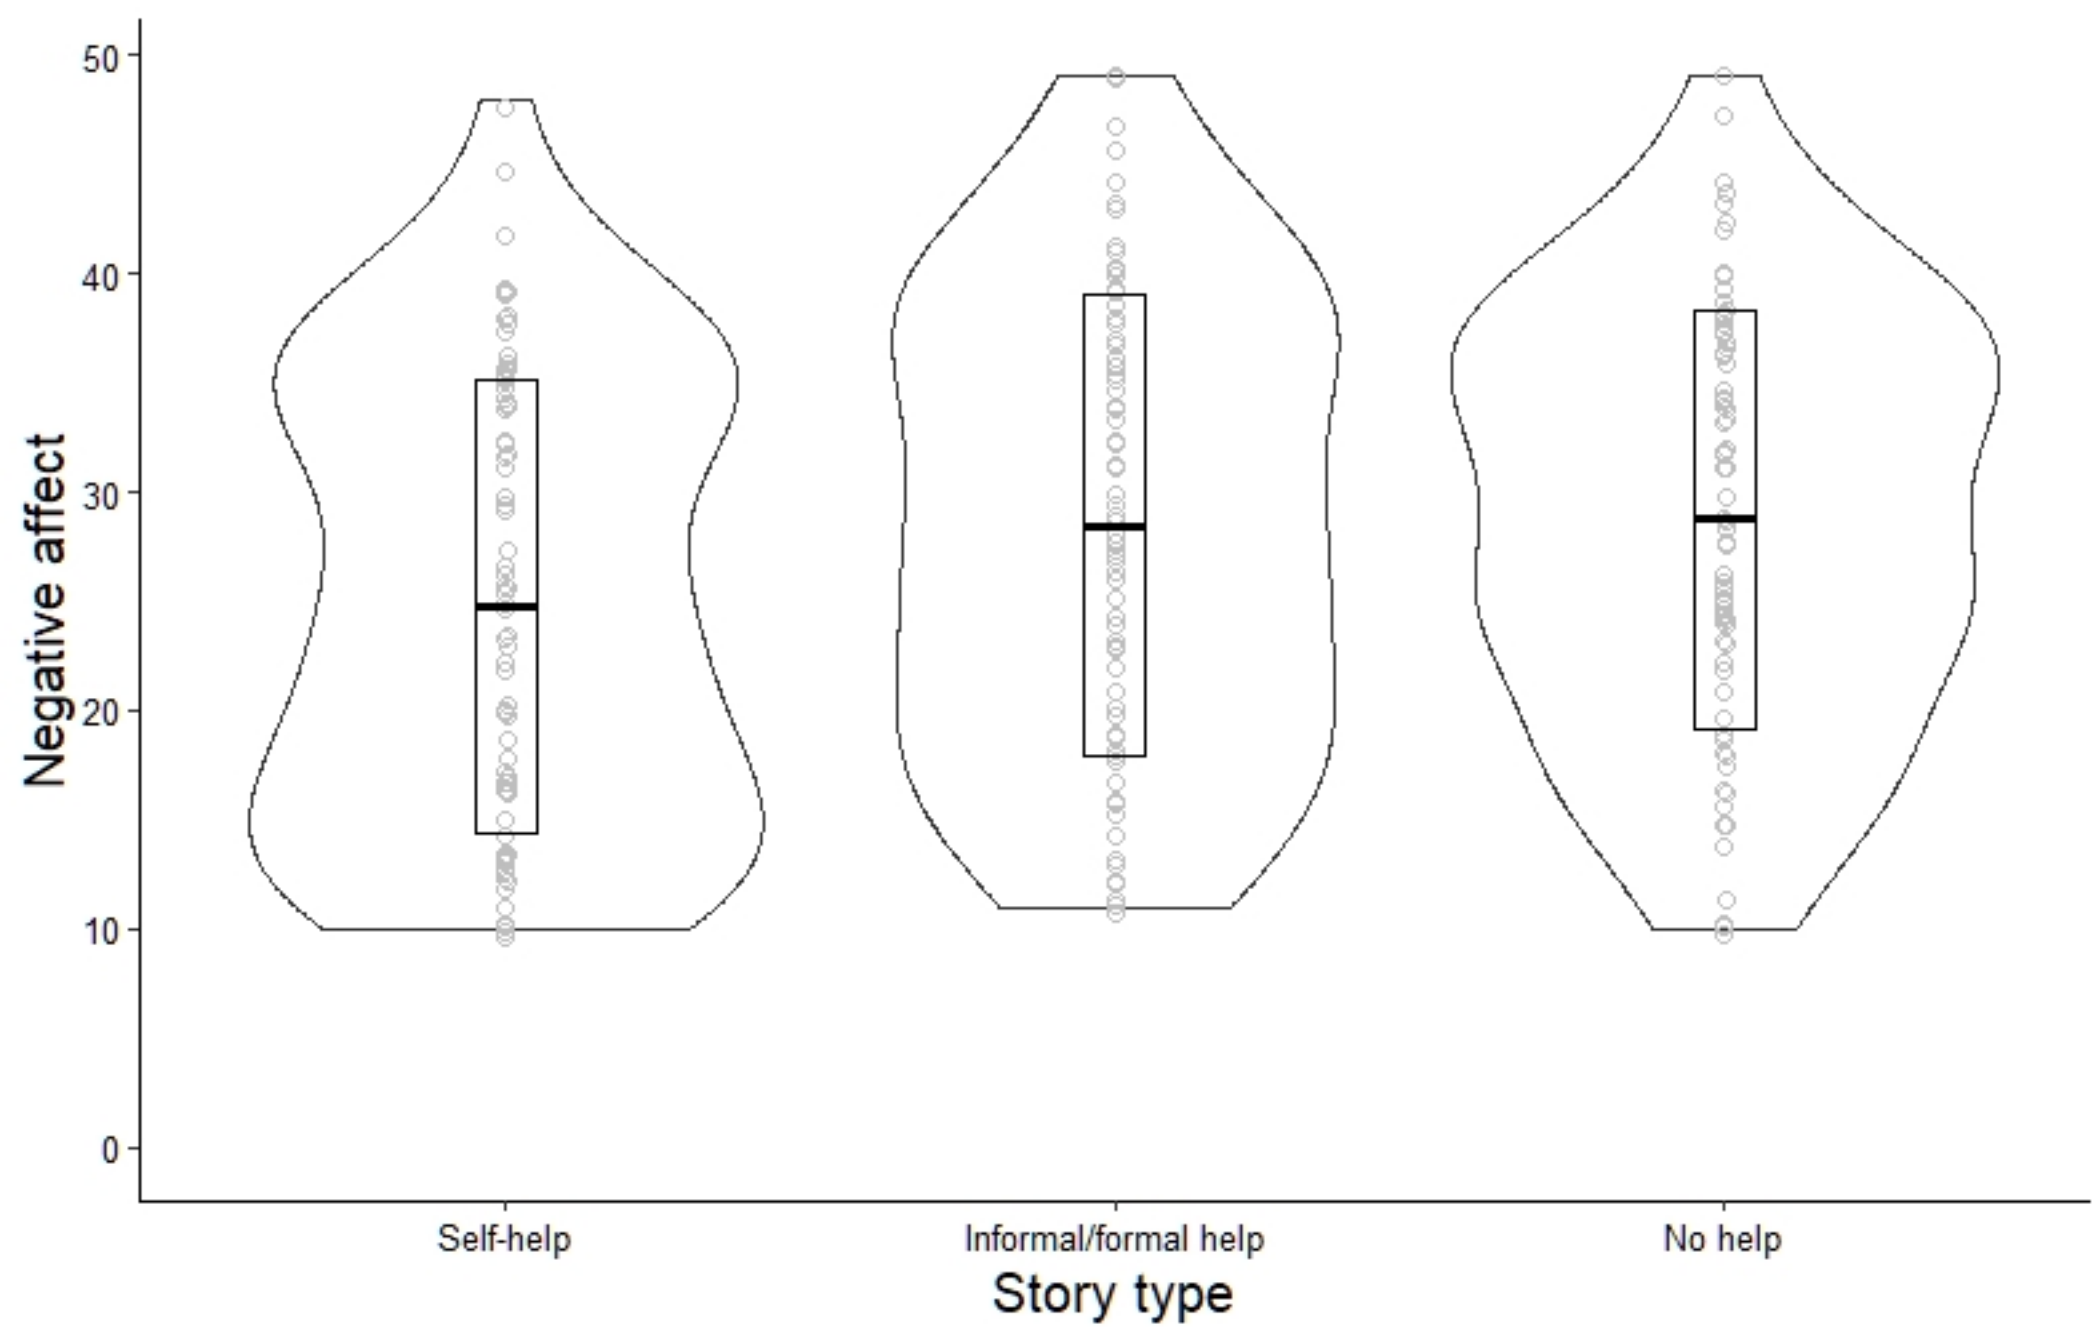 Negative affect
50
40
30
20
10
0
Self-help
Informal/formal help
No help
Story type